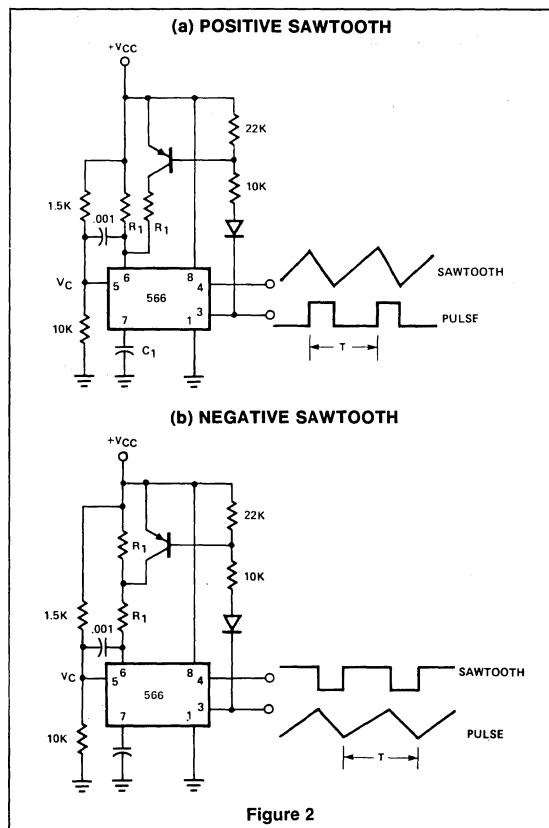 (a) POSITIVE SAWTOOTH
+VCC
22K
10K
1.5K
.001
R1
R1
VC
5
6
8
4
3
566
7
1
10K
C1
SAWTOOTH
PULSE
T
(b) NEGATIVE SAWTOOTH
+VCC
22K
R1
10K
1.5K
R1
.001
VC
5
6
8
4
3
566
7
1
10K
SAWTOOTH
PULSE
T
Figure 2